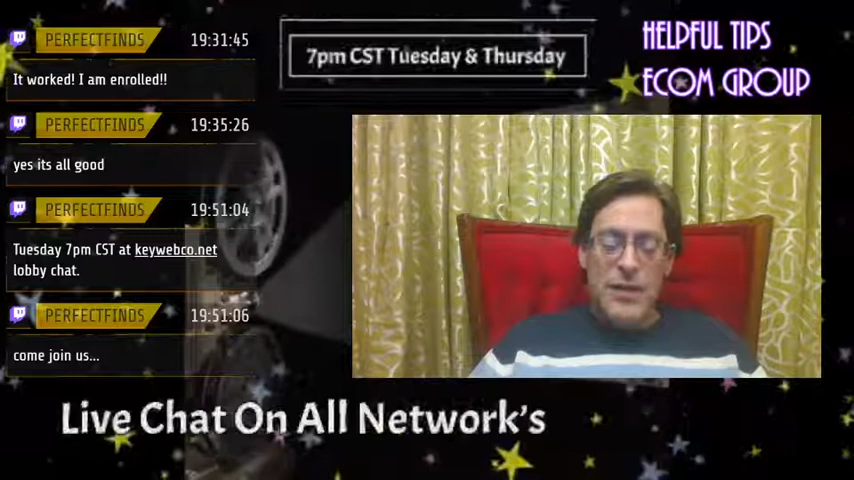 PERFECTFINDS 19:31:45
It worked! I am enrolled!!
PERFECTFINDS 19:35:26
yes its all good
PERFECTFINDS 19:51:04
Tuesday 7pm CST at keywebco.net
lobby chat.
PERFECTFINDS 19:51:06
come join us...
7pm CST Tuesday & Thursday
HELPFUL TIPS
ECOM GROUP
Live Chat On All Network's